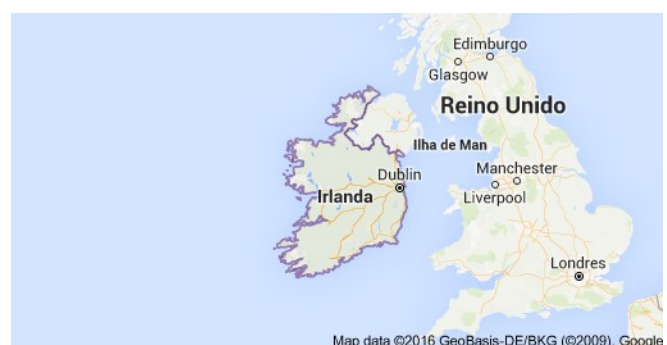 Edimburgo
Glasgow
Reino Unido
Ilha de Man
Manchester
Dublin
Liverpool
Irlanda
Londres
Map data ©2016 GeoBasis-DE/BKG (©2009), Google